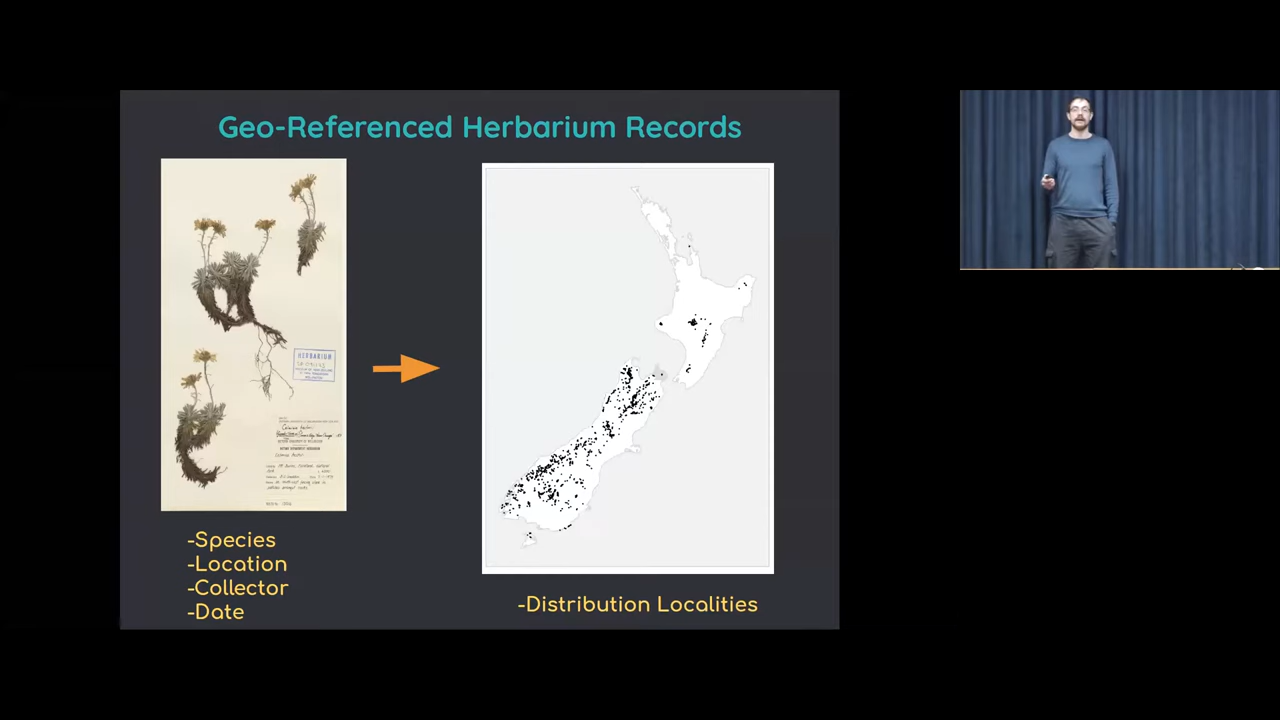 Geo-Referenced Herbarium Records
HERBARIUM
-Species
-Location
-Collector
-Date
-Distribution Localities